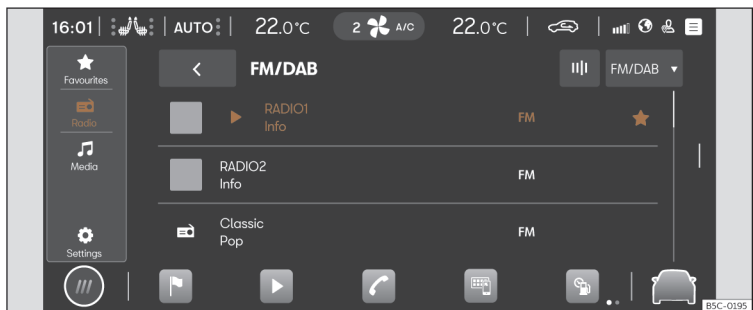 16:01 AUTO 22.0°C 2 A/C 22.0°C
Favourites
FM/DAB
FM/DAB
Radio
RADIO1
Info
FM
Media
RADIO2
Info
FM
Classic
Pop
FM
Settings
B5C-0195